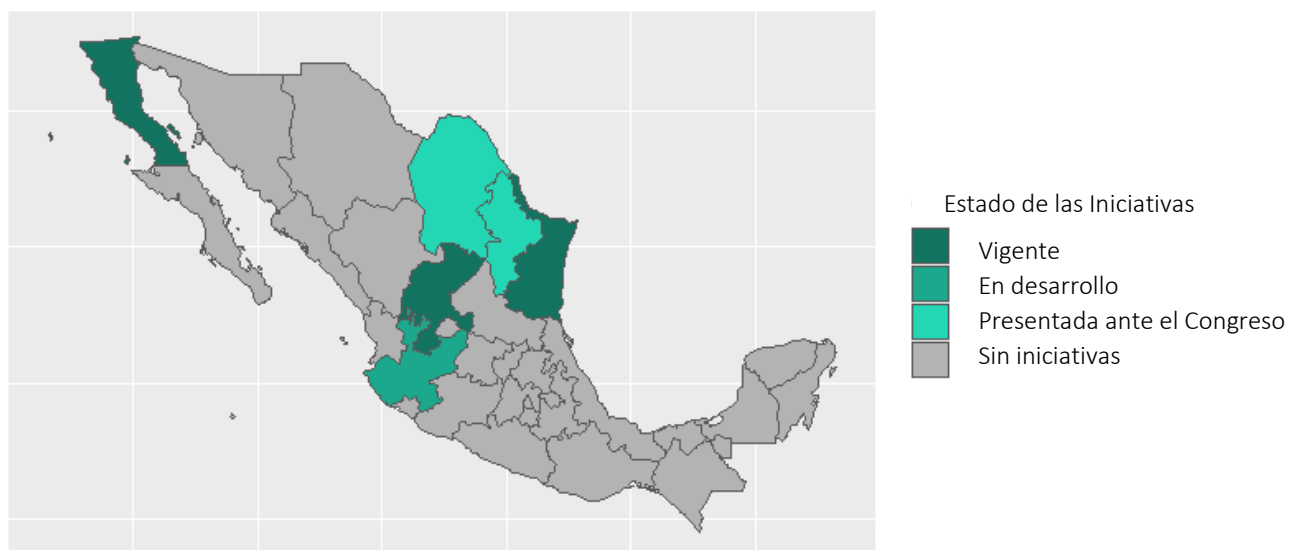 Estado de las Iniciativas
Vigente
En desarrollo
Presentada ante el Congreso
Sin iniciativas